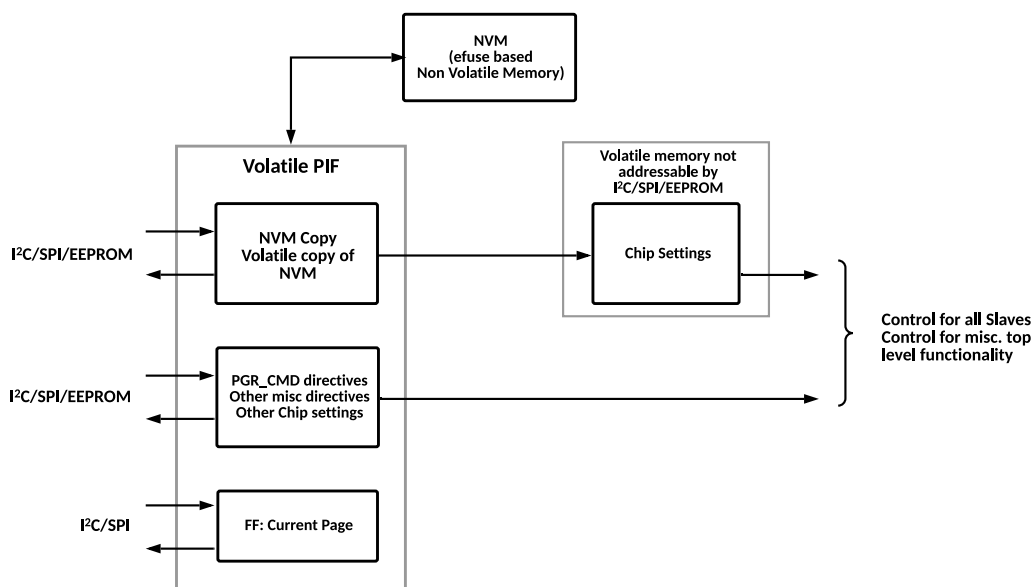 NVM
(efuse based
Non Volatile Memory)
Volatile PIF
Volatile memory not
addressable by
I²C/SPI/EEPROM
I²C/SPI/EEPROM
NVM Copy
Volatile copy of
NVM
Chip Settings
Control for all Slaves
Control for misc. top
level functionality
I²C/SPI/EEPROM
PGR_CMD directives
Other misc directives
Other Chip settings
I²C/SPI
FF: Current Page